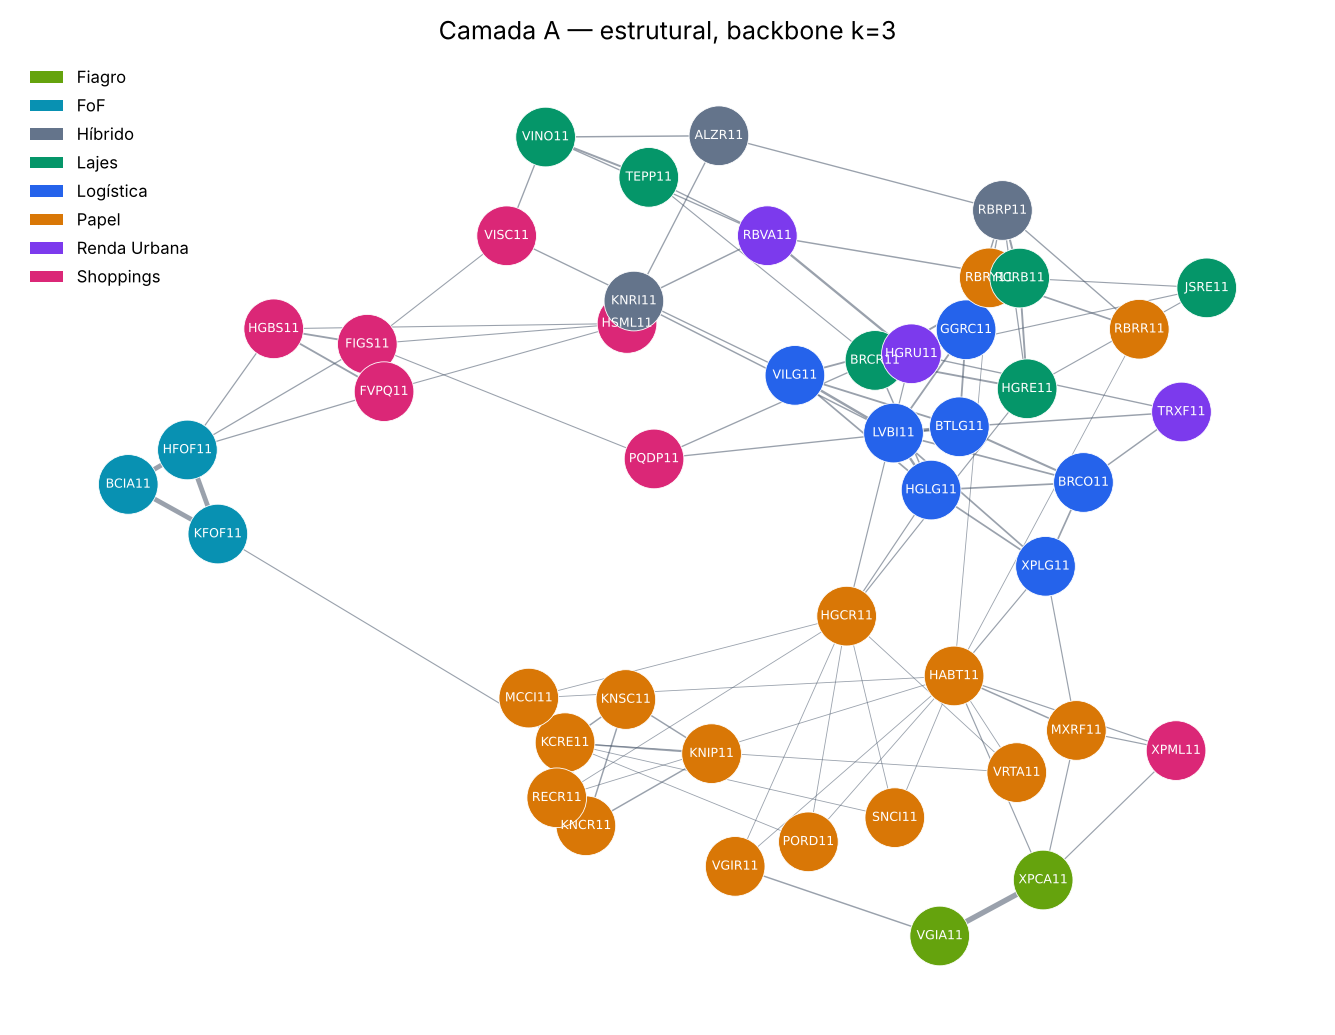 Camada A — estrutural, backbone k=3
Fiagro
FoF
Híbrido
Lajes
Logística
Papel
Renda Urbana
Shoppings
VINO11
ALZR11
TEPP11
RBRP11
VISC11
RBVA11
RCRB11
JSRE11
KNRI11
HSML11
HGBS11
FIGS11
GGRC11
RBRR11
BRCR11
HGRU11
VILG11
HGRE11
FVPQ11
TRXF11
LVBI11
BTLG11
HFOF11
PQDP11
BCIA11
BRCO11
HGLG11
KFOF11
XPLG11
HGCR11
HABT11
MCCI11
KNSC11
KCRE11
KNIP11
MXRF11
XPML11
VRTA11
RECR11
KNCR11
SNCI11
PORD11
VGIR11
XPCA11
VGIA11